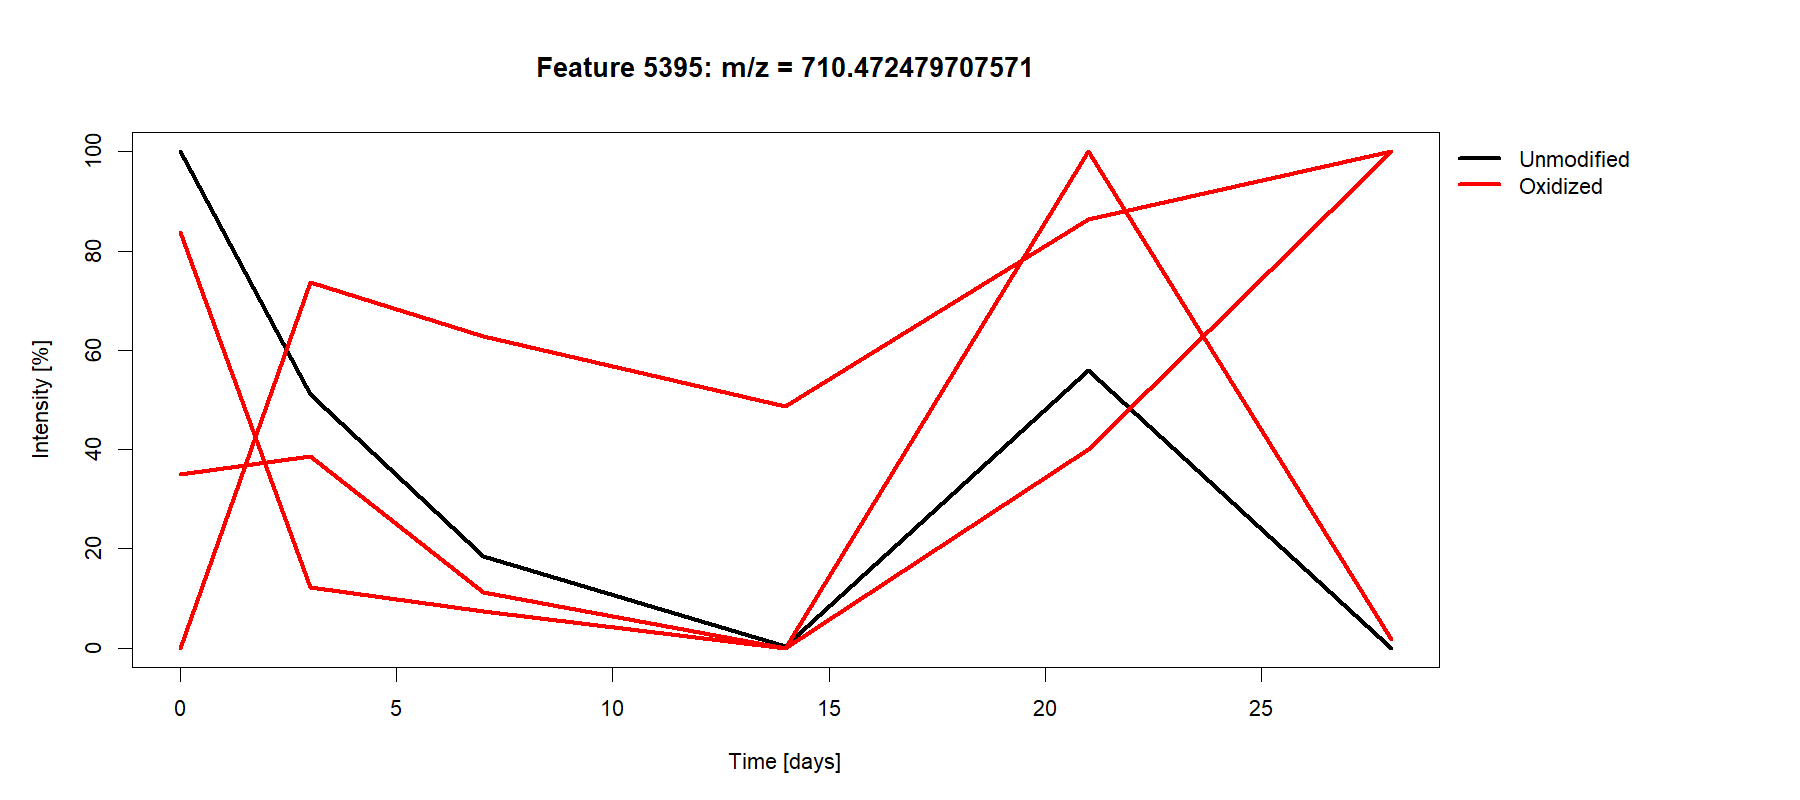 Feature 5395: m/z = 710.472479707571
100
80
60
40
20
0
Intensity [%]
0 5 10 15 20 25
Time [days]
Unmodified
Oxidized